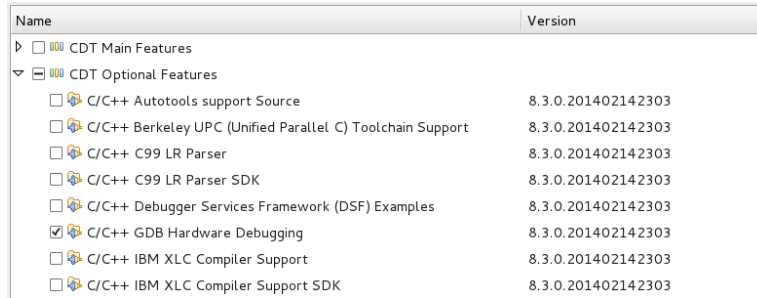 Name Version
CDT Main Features
CDT Optional Features
C/C++ Autotools support Source 8.3.0.201402142303
C/C++ Berkeley UPC (Unified Parallel C) Toolchain Support 8.3.0.201402142303
C/C++ C99 LR Parser 8.3.0.201402142303
C/C++ C99 LR Parser SDK 8.3.0.201402142303
C/C++ Debugger Services Framework (DSF) Examples 8.3.0.201402142303
C/C++ GDB Hardware Debugging 8.3.0.201402142303
C/C++ IBM XLC Compiler Support 8.3.0.201402142303
C/C++ IBM XLC Compiler Support SDK 8.3.0.201402142303